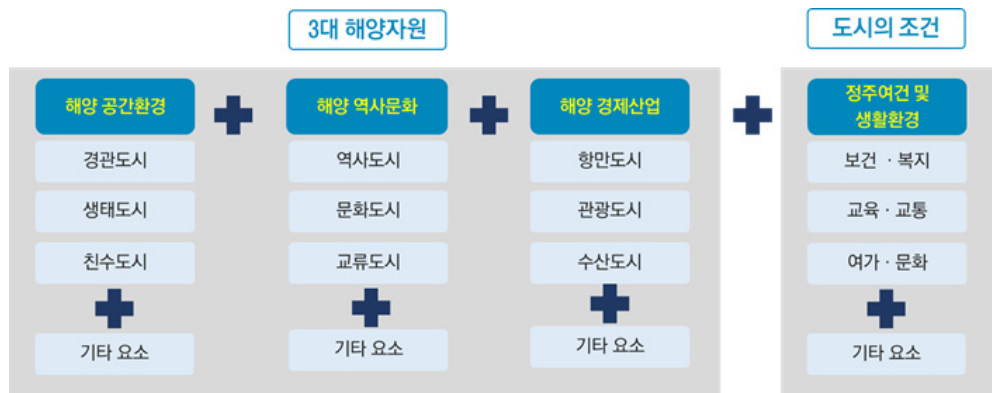 3대 해양자원
도시의 조건
해양 공간환경
경관도시
생태도시
친수도시
기타 요소
해양 역사문화
역사도시
문화도시
교류도시
기타 요소
해양 경제산업
항만도시
관광도시
수산도시
기타 요소
정주여건 및
생활환경
보건 · 복지
교육 · 교통
여가 · 문화
기타 요소